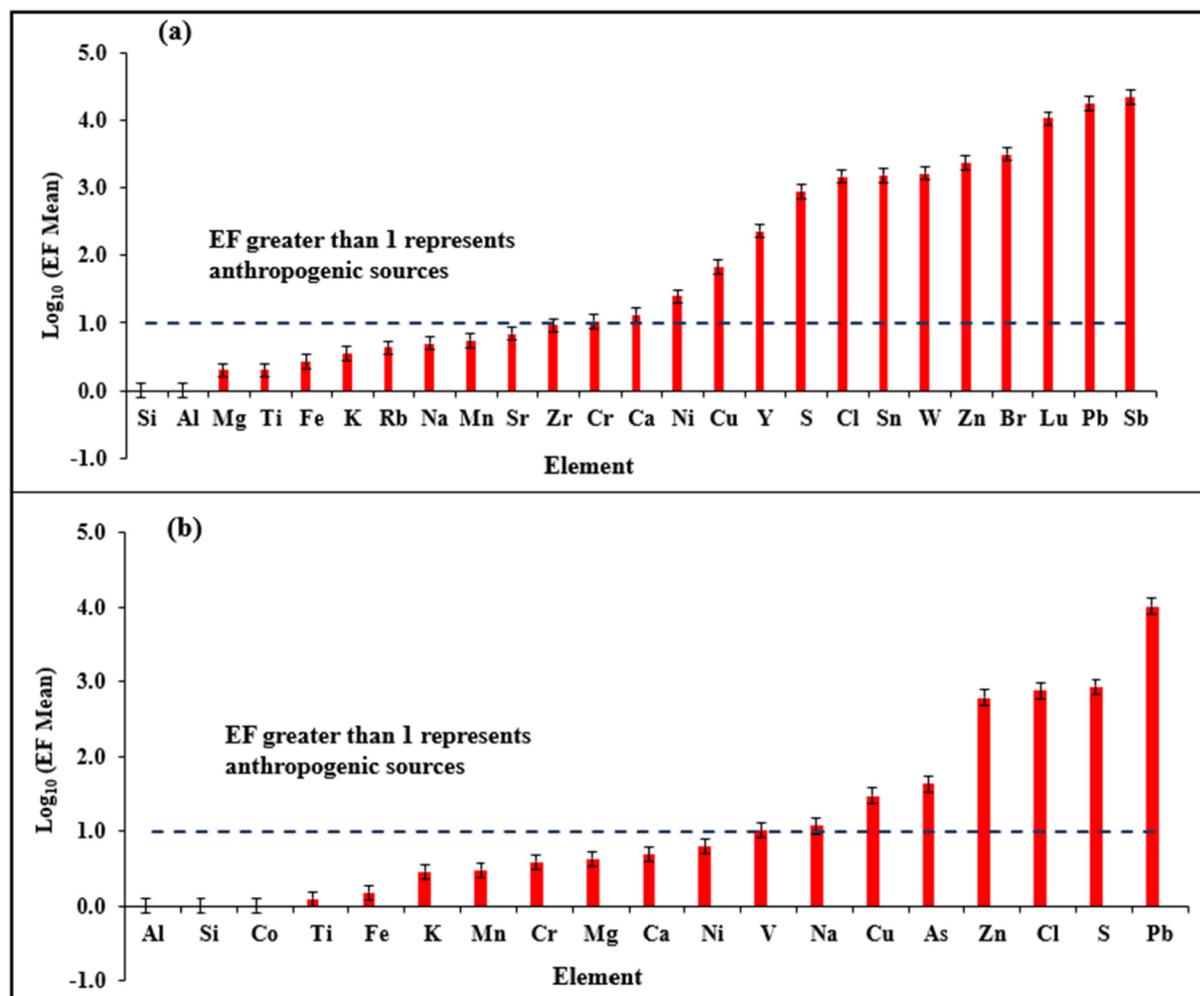 (a)
5.0
4.0
3.0
2.0
1.0
0.0
-1.0
Log10 (EF Mean)
EF greater than 1 represents
anthropogenic sources
Si Al Mg Ti Fe K Rb Na Mn Sr Zr Cr Ca Ni Cu Y S Cl Sn W Zn Br Lu Pb Sb
Element
(b)
5.0
4.0
3.0
2.0
1.0
0.0
-1.0
Log10 (EF Mean)
EF greater than 1 represents
anthropogenic sources
Al Si Co Ti Fe K Mn Cr Mg Ca Ni V Na Cu As Zn Cl S Pb
Element